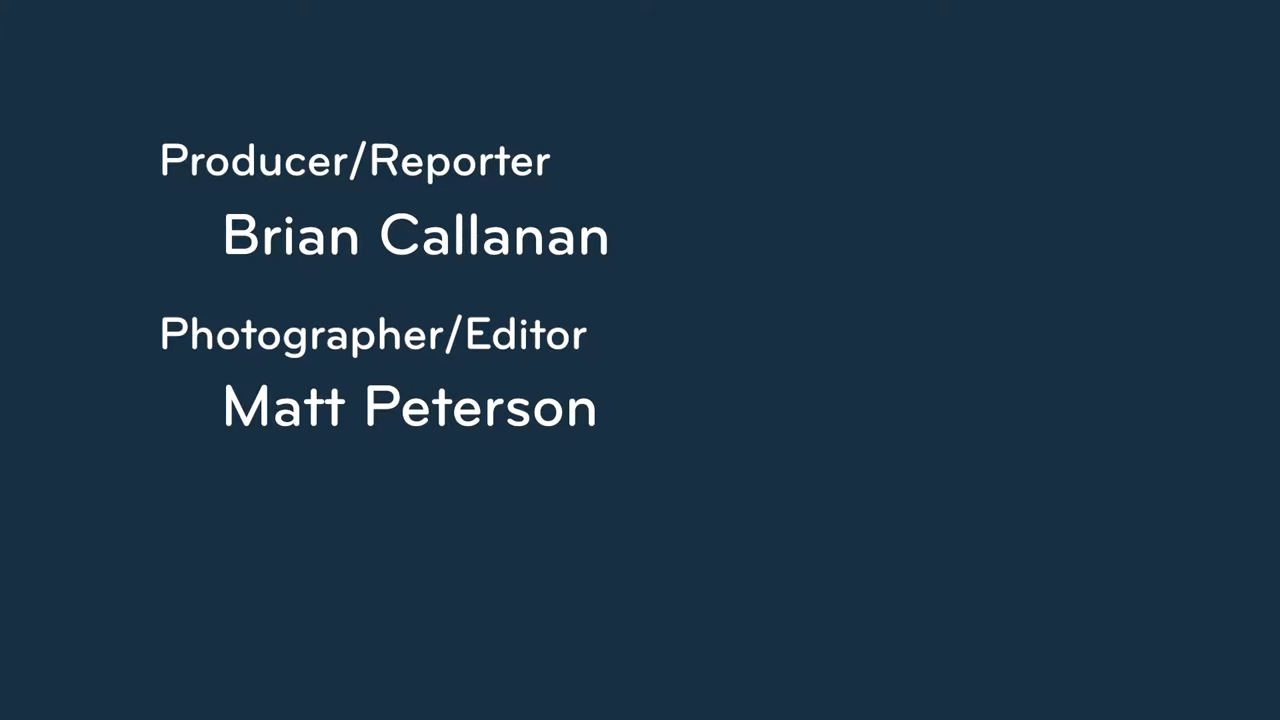 Producer/Reporter
Brian Callanan
Photographer/Editor
Matt Peterson